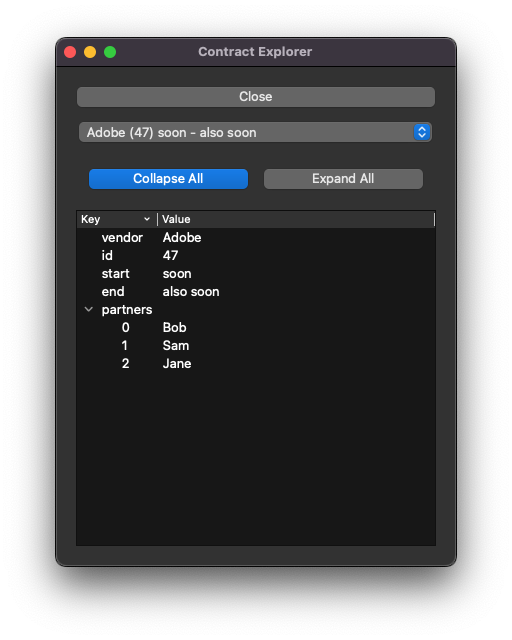 Contract Explorer
Close
Adobe (47) soon - also soon
Collapse All Expand All
Key Value
vendor Adobe
id 47
start soon
end also soon
partners
0 Bob
1 Sam
2 Jane